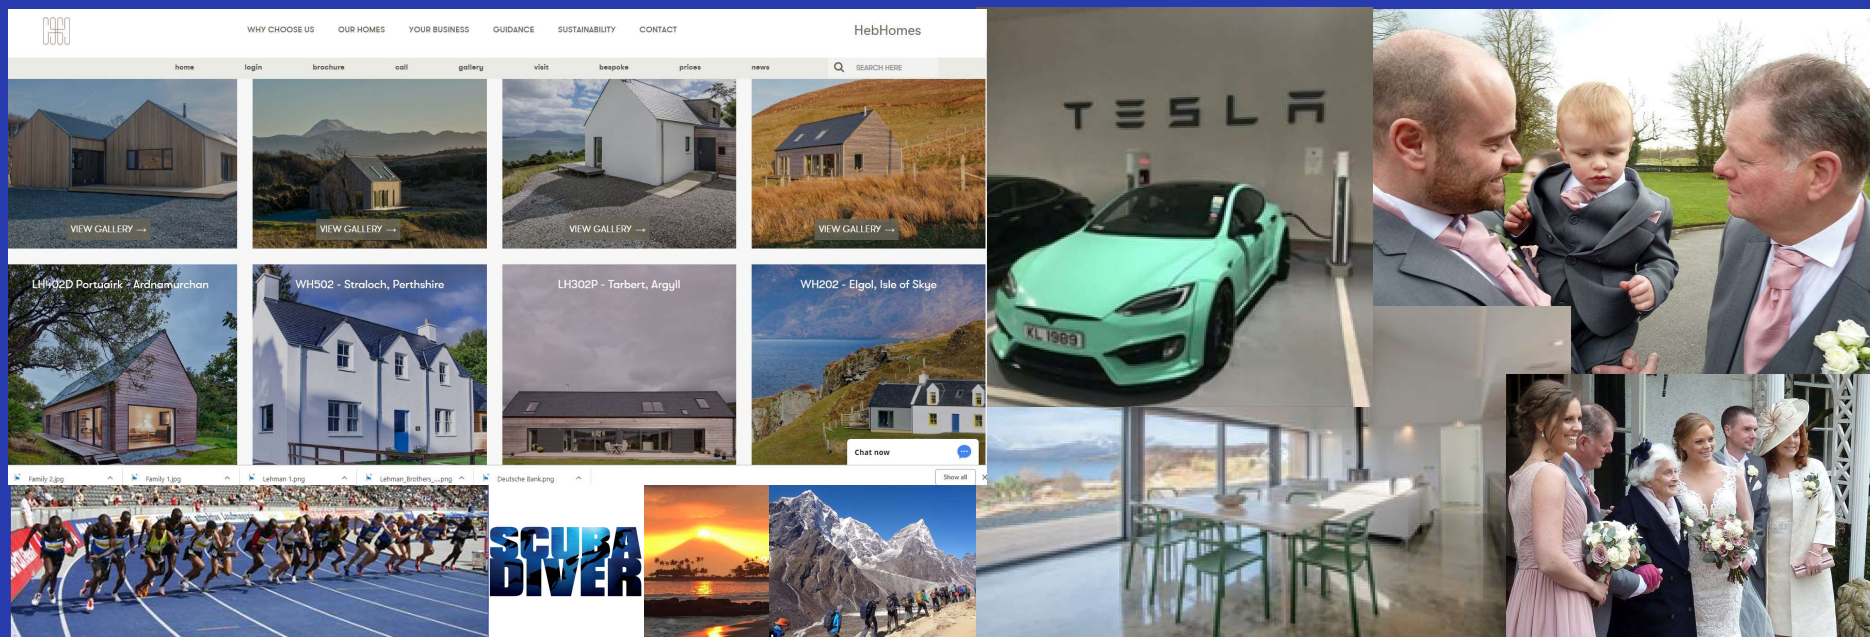 WHY CHOOSE US OUR HOMES YOUR BUSINESS GUIDANCE SUSTAINABILITY CONTACT HebHomes
home login brochure call gallery visit bespoke prices news SEARCH HERE
VIEW GALLERY → VIEW GALLERY → VIEW GALLERY → VIEW GALLERY →
LH402D Portuairk - Ardnamurchan WH502 - Straloch, Perthshire LH302P - Tarbert, Argyll WH202 - Elgol, Isle of Skye
Chat now
Family 2.jpg Family 1.jpg Lehman 1.png Lehman_Brothers_....png Deutsche Bank.png Show all
SCUBA
DIVER
TESLA
KL 1989